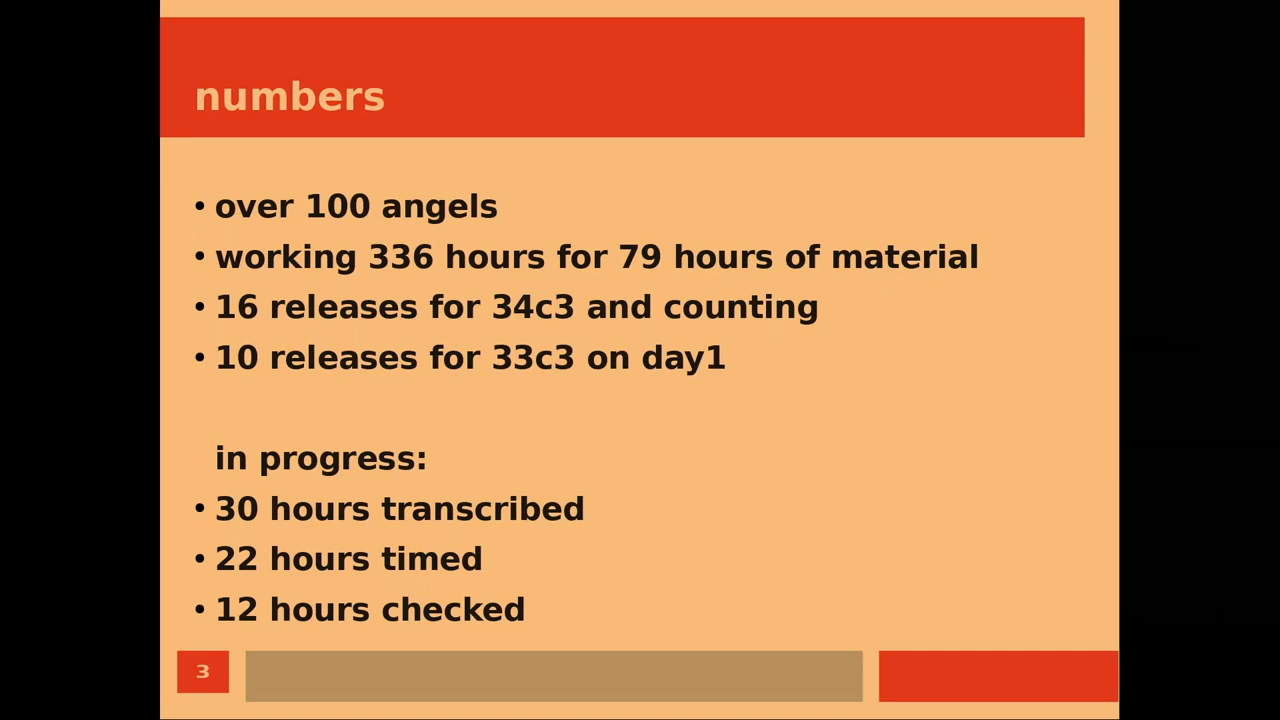 numbers
• over 100 angels
• working 336 hours for 79 hours of material
• 16 releases for 34c3 and counting
• 10 releases for 33c3 on day1
in progress:
• 30 hours transcribed
• 22 hours timed
• 12 hours checked
3